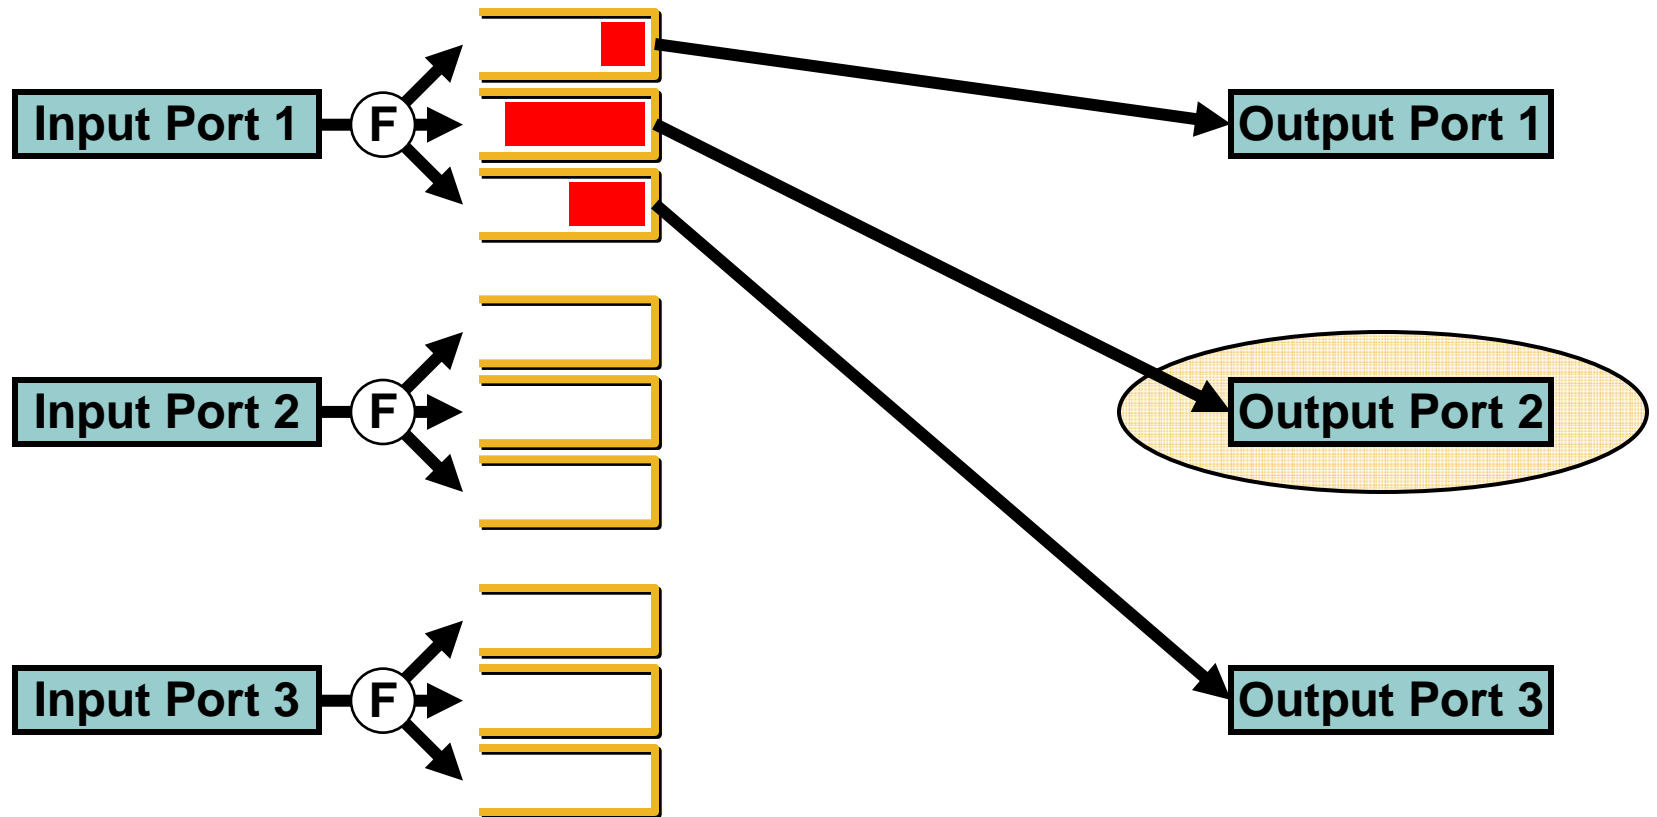 Input Port 1
F
Output Port 1
Input Port 2
F
Output Port 2
Input Port 3
F
Output Port 3